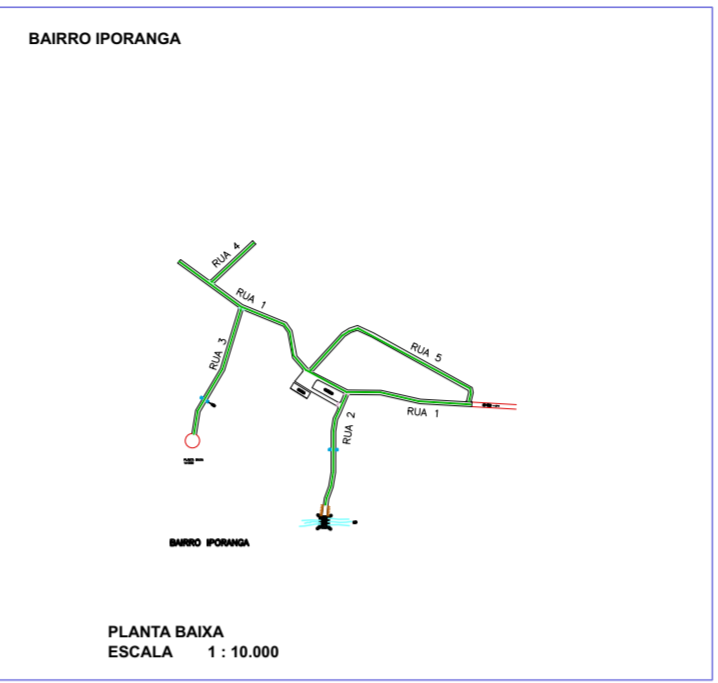 BAIRRO IPORANGA
RUA 4
RUA 1
RUA 3
RUA 5
RUA 1
RUA 2
BAIRRO IPORANGA
PLANTA BAIXA
ESCALA 1 : 10.000